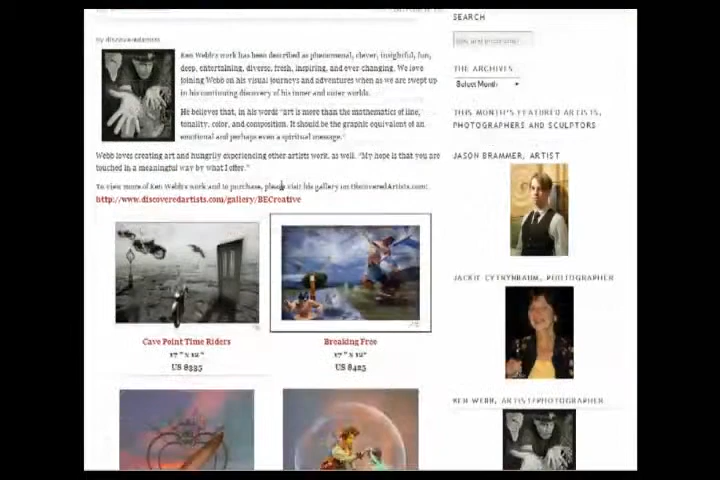 By discoveredartists
Ken Webb's work has been described as phenomenal, clever, insightful, fun,
deep, entertaining, diverse, fresh, inspiring, and ever changing. We love
joining Webb on his visual journeys and adventures when as we are swept up
in his continuing discovery of his inner and outer worlds.
He believes that, in his words "art is more than the mathematics of line,
tonality, color, and composition. It should be the graphic equivalent of an
emotional and perhaps even a spiritual message."
Webb loves creating art and hungrily experiencing other artists work, as well. "My hope is that you are
touched in a meaningful way by what I offer."
To view more of Ken Webb's work and to purchase, please visit his gallery on DiscoveredArtists.com!
http://www.discoveredartists.com/gallery/BECreative
Cave Point Time Riders
17 " x 12 "
US $335
Breaking Free
17 " x 12"
US $425
SEARCH
THE ARCHIVES
Select Month
THIS MONTH'S FEATURED ARTISTS,
PHOTOGRAPHERS AND SCULPTORS
JASON BRAMMER, ARTIST
JACKIE CYTRYNBAUM, PHOTOGRAPHER
KEN WEBB, ARTIST/PHOTOGRAPHER